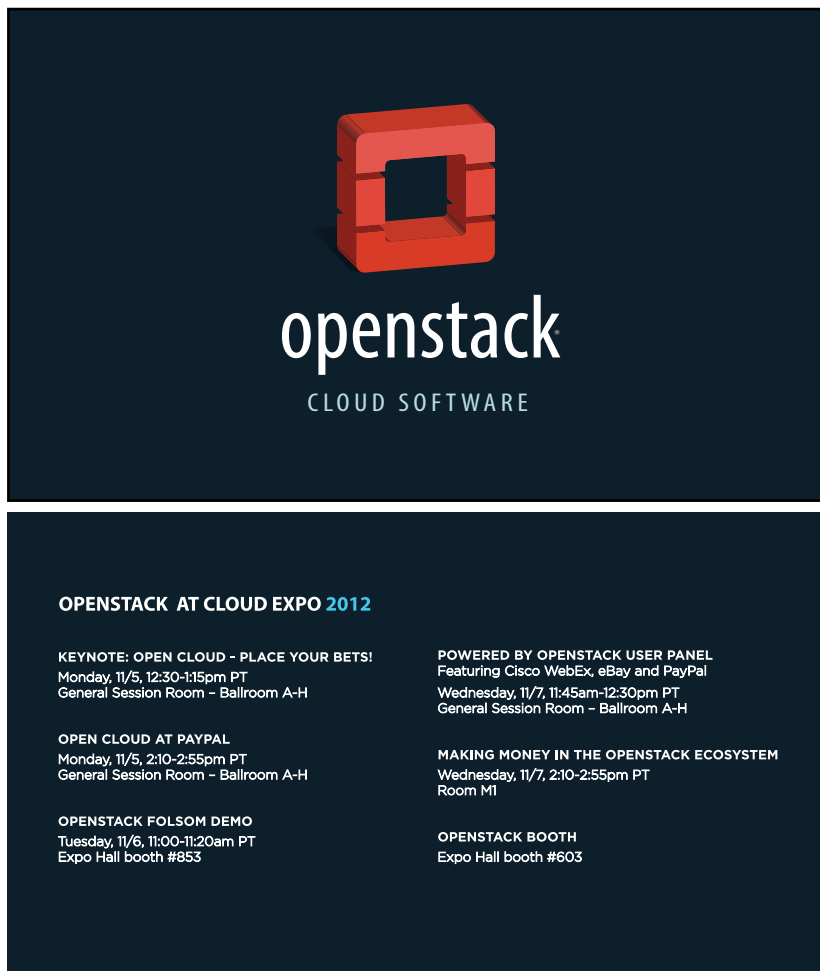 openstack®
CLOUD SOFTWARE
OPENSTACK AT CLOUD EXPO 2012
KEYNOTE: OPEN CLOUD - PLACE YOUR BETS!
Monday, 11/5, 12:30-1:15pm PT
General Session Room – Ballroom A-H
OPEN CLOUD AT PAYPAL
Monday, 11/5, 2:10-2:55pm PT
General Session Room – Ballroom A-H
OPENSTACK FOLSOM DEMO
Tuesday, 11/6, 11:00-11:20am PT
Expo Hall booth #853
POWERED BY OPENSTACK USER PANEL
Featuring Cisco WebEx, eBay and PayPal
Wednesday, 11/7, 11:45am-12:30pm PT
General Session Room – Ballroom A-H
MAKING MONEY IN THE OPENSTACK ECOSYSTEM
Wednesday, 11/7, 2:10-2:55pm PT
Room M1
OPENSTACK BOOTH
Expo Hall booth #603